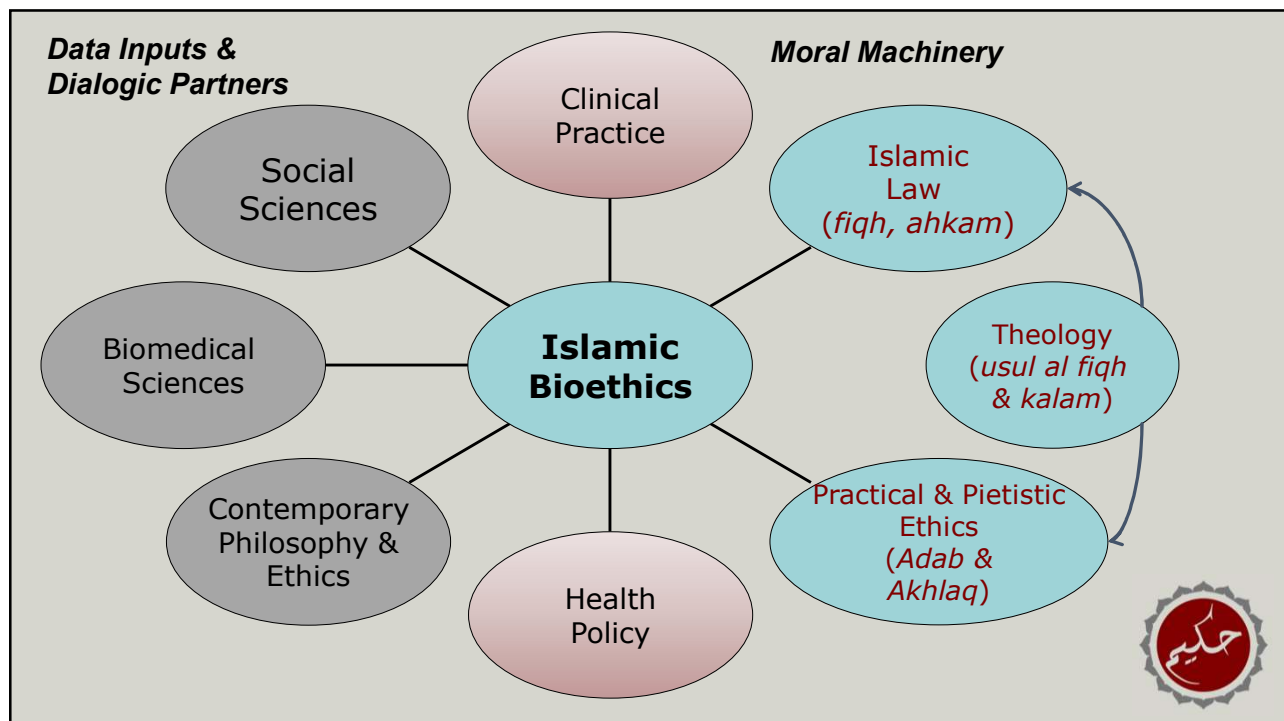 Data Inputs &
Dialogic Partners
Moral Machinery
Clinical
Practice
Social
Sciences
Islamic
Law
(fiqh, ahkam)
Biomedical
Sciences
Islamic
Bioethics
Theology
(usul al fiqh
& kalam)
Contemporary
Philosophy &
Ethics
Practical & Pietistic
Ethics
(Adab &
Akhlaq)
Health
Policy
حكيم